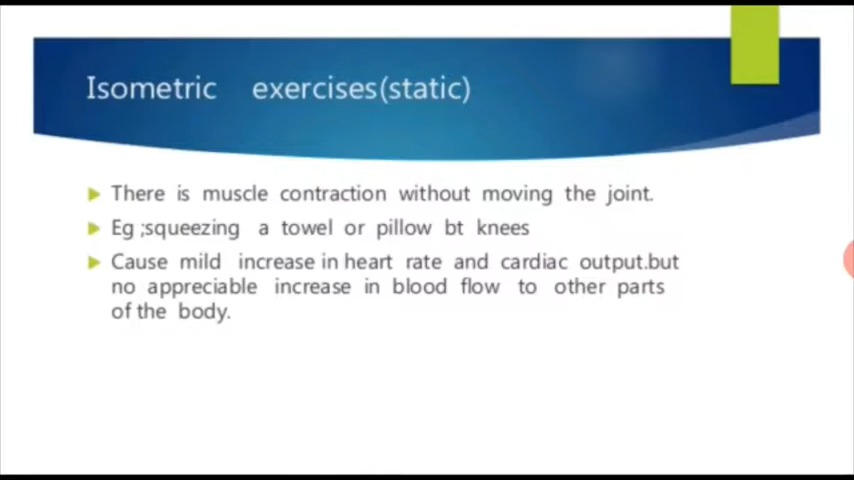 Isometric exercises(static)
There is muscle contraction without moving the joint.
Eg ;squeezing a towel or pillow bt knees
Cause mild increase in heart rate and cardiac output.but
no appreciable increase in blood flow to other parts
of the body.